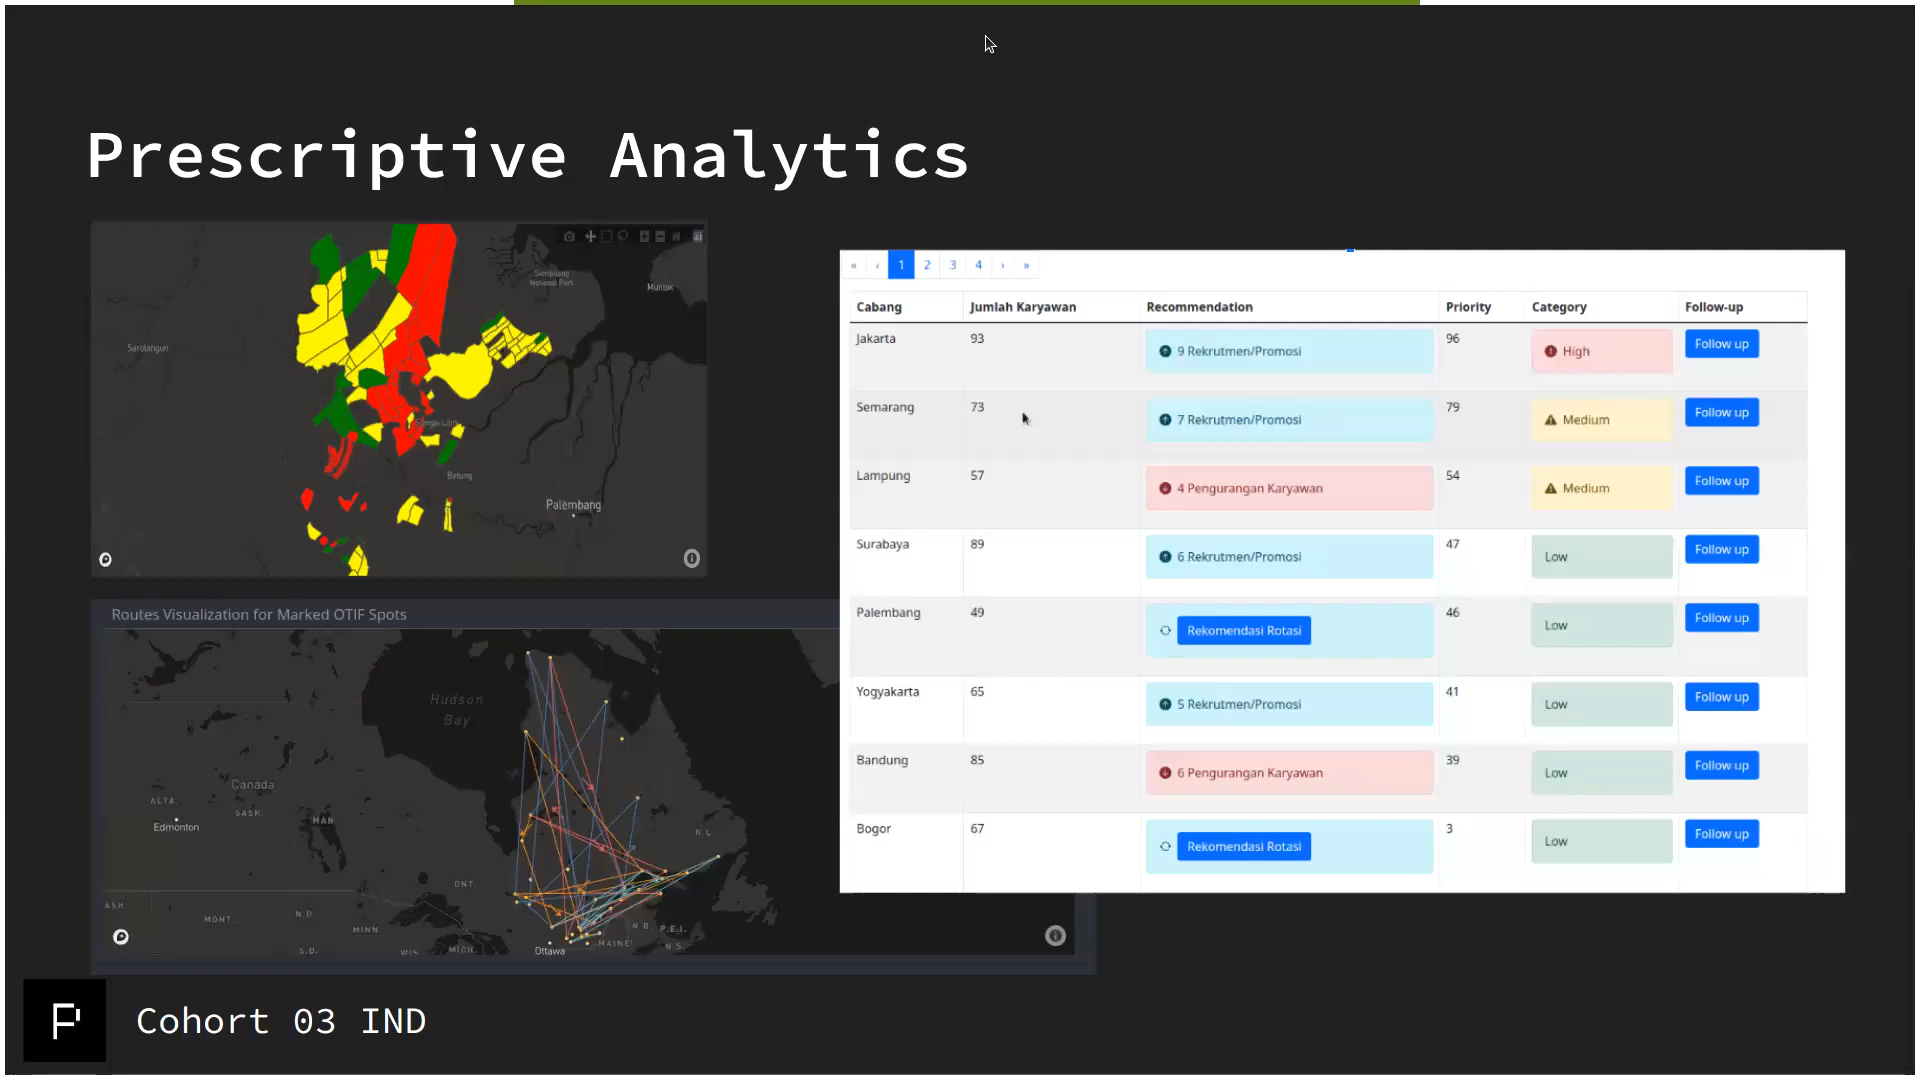 Prescriptive Analytics
Sembilang
National Park
Muntok
Sarolangun
Sungai Lilin
Betung
Palembang
Routes Visualization for Marked OTIF Spots
Hudson
Bay
Canada
ALTA.
SASK.
MAN
Edmonton
N.L
ONT.
ASH.
MONT.
N.D.
MINN
N B
P.E.I.
S.D.
WIS
MICH
Ottawa
MAINE
N.S.
« ‹ 1 2 3 4 › »
Cabang Jumlah Karyawan Recommendation Priority Category Follow-up
Jakarta 93 9 Rekrutmen/Promosi 96 High Follow up
Semarang 73 7 Rekrutmen/Promosi 79 Medium Follow up
Lampung 57 4 Pengurangan Karyawan 54 Medium Follow up
Surabaya 89 6 Rekrutmen/Promosi 47 Low Follow up
Palembang 49 Rekomendasi Rotasi 46 Low Follow up
Yogyakarta 65 5 Rekrutmen/Promosi 41 Low Follow up
Bandung 85 6 Pengurangan Karyawan 39 Low Follow up
Bogor 67 Rekomendasi Rotasi 3 Low Follow up
Cohort 03 IND